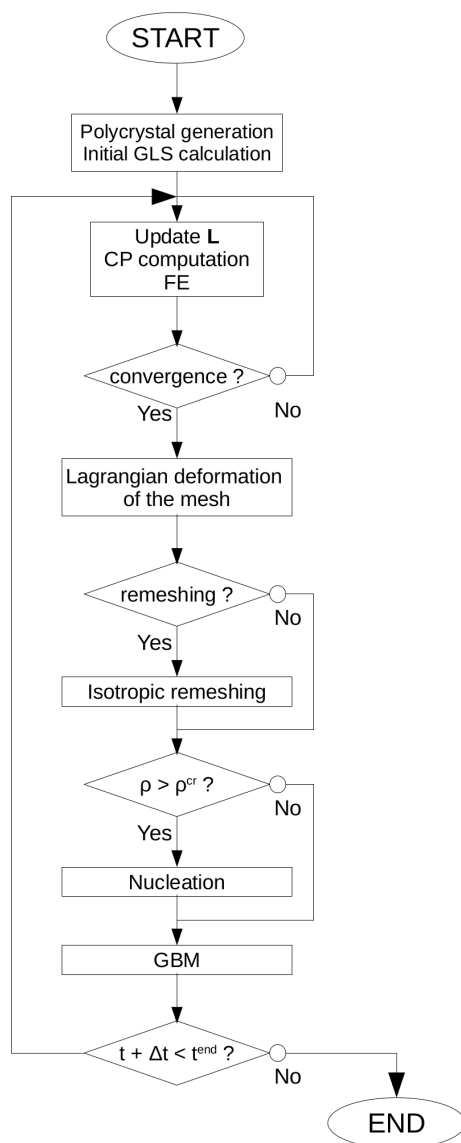 START
Polycrystal generation
Initial GLS calculation
Update L
CP computation
FE
convergence ?
Yes
No
Lagrangian deformation
of the mesh
remeshing ?
No
Yes
Isotropic remeshing
ρ > ρᶜʳ ?
No
Yes
Nucleation
GBM
t + Δt < tᵉⁿᵈ ?
No
END